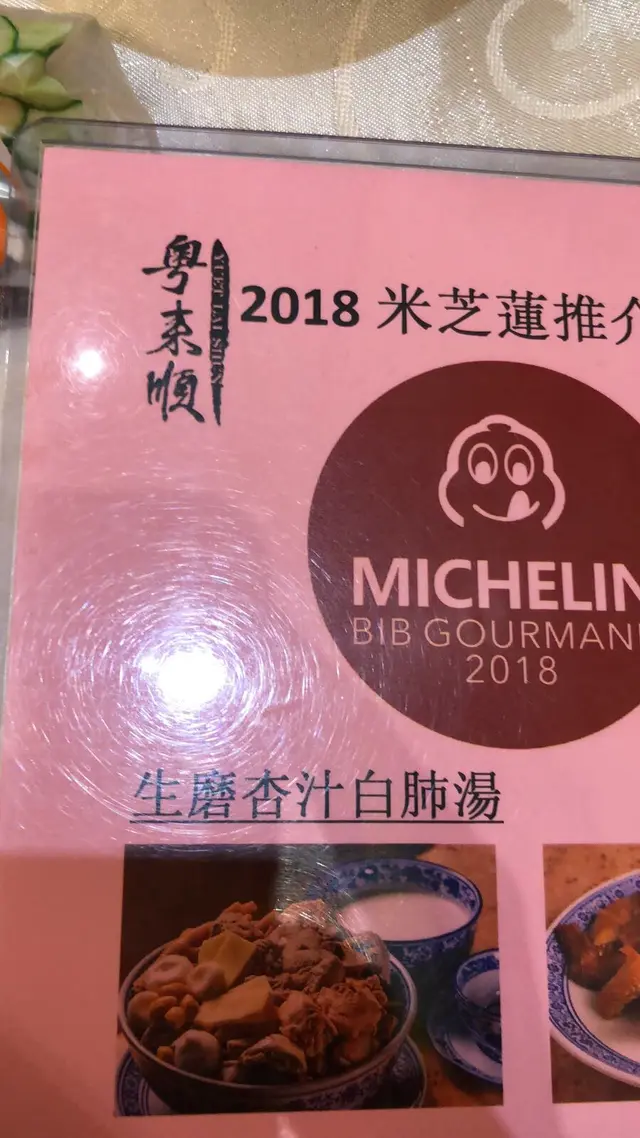 粵來順
YUET LAI SHUN
2018 米芝蓮推介
MICHELIN
BIB GOURMAN
2018
生磨杏汁白肺湯